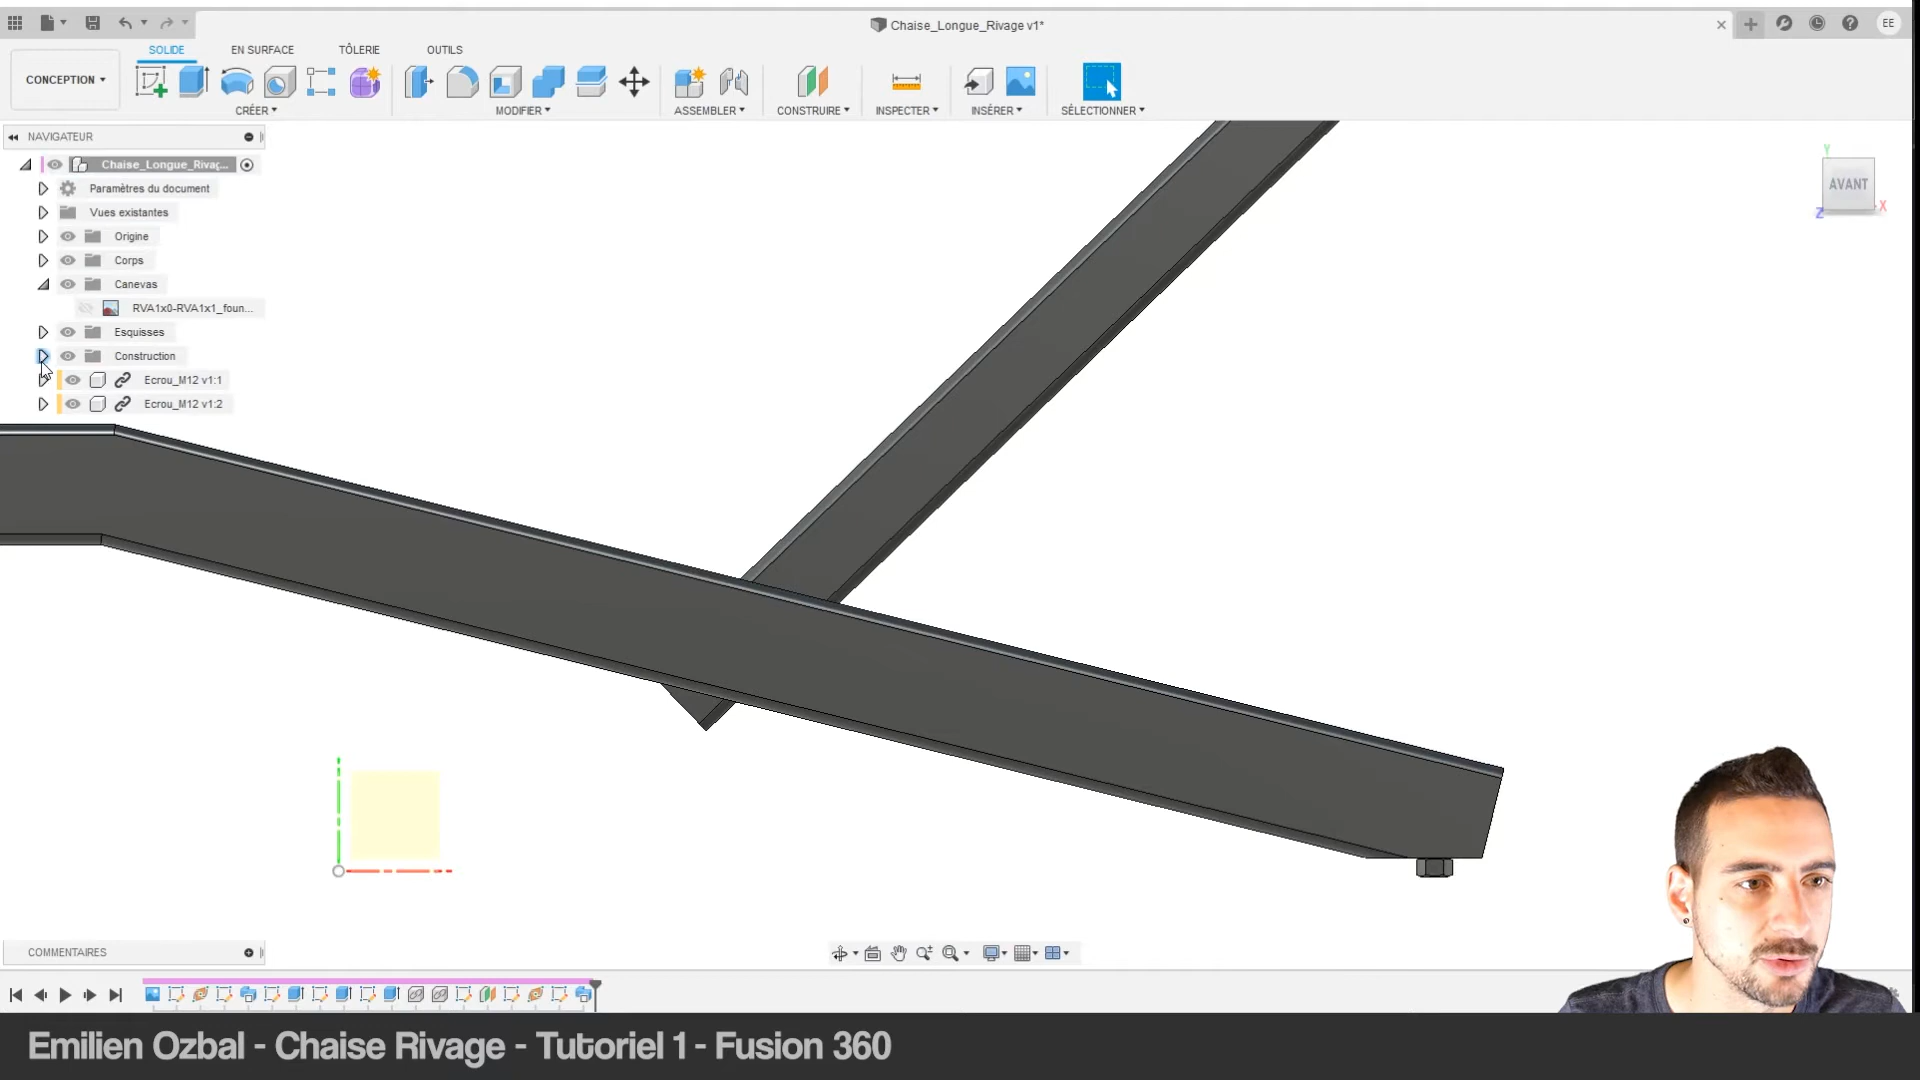 Chaise_Longue_Rivage v1*
EE
CONCEPTION
SOLIDE
EN SURFACE
TÔLERIE
OUTILS
CRÉER
MODIFIER
ASSEMBLER
CONSTRUIRE
INSPECTER
INSÉRER
SÉLECTIONNER
NAVIGATEUR
Chaise_Longue_Rivag...
Paramètres du document
Vues existantes
Origine
Corps
Canevas
RVA1x0-RVA1x1_foun...
Esquisses
Construction
Ecrou_M12 v1:1
Ecrou_M12 v1:2
Y
AVANT
Z
X
COMMENTAIRES
Emilien Ozbal - Chaise Rivage - Tutoriel 1 - Fusion 360